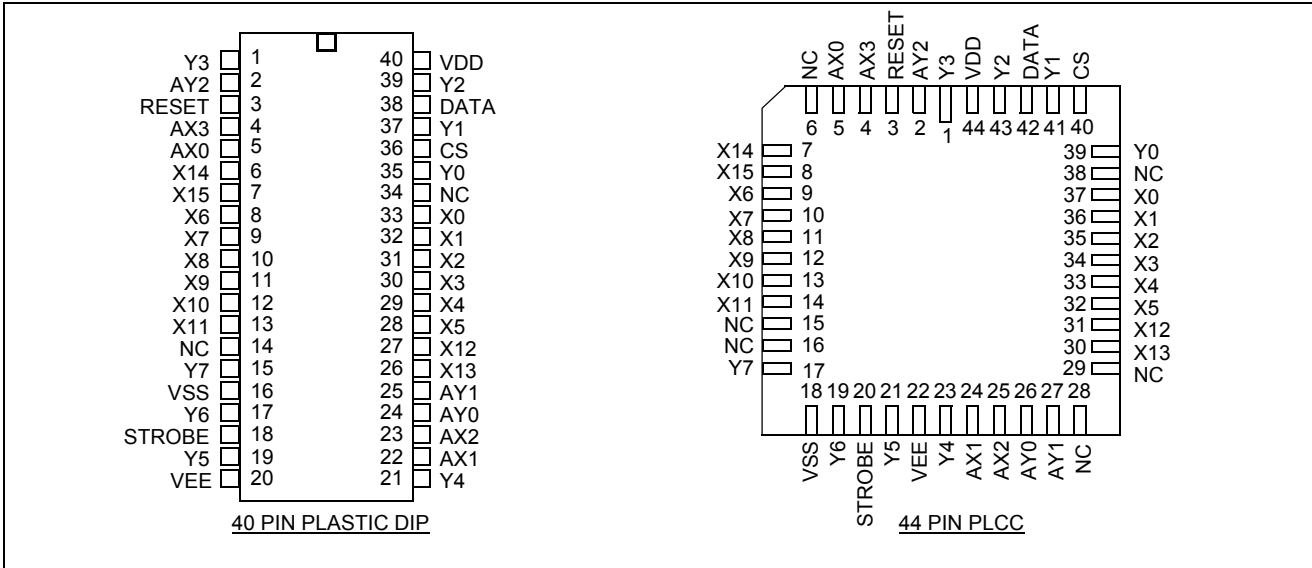 Y3 1 40 VDD
AY2 2 39 Y2
RESET 3 38 DATA
AX3 4 37 Y1
AX0 5 36 CS
X14 6 35 Y0
X15 7 34 NC
X6 8 33 X0
X7 9 32 X1
X8 10 31 X2
X9 11 30 X3
X10 12 29 X4
X11 13 28 X5
NC 14 27 X12
Y7 15 26 X13
VSS 16 25 AY1
Y6 17 24 AY0
STROBE 18 23 AX2
Y5 19 22 AX1
VEE 20 21 Y4
40 PIN PLASTIC DIP
NC AX0 AX3 RESET AY2 Y3 VDD Y2 DATA Y1 CS
6 5 4 3 2 1 44 43 42 41 40
X14 7 39 Y0
X15 8 38 NC
X6 9 37 X0
X7 10 36 X1
X8 11 35 X2
X9 12 34 X3
X10 13 33 X4
X11 14 32 X5
NC 15 31 X12
NC 16 30 X13
Y7 17 29 NC
18 19 20 21 22 23 24 25 26 27 28
VSS Y6 STROBE Y5 VEE Y4 AX1 AX2 AY0 AY1 NC
44 PIN PLCC